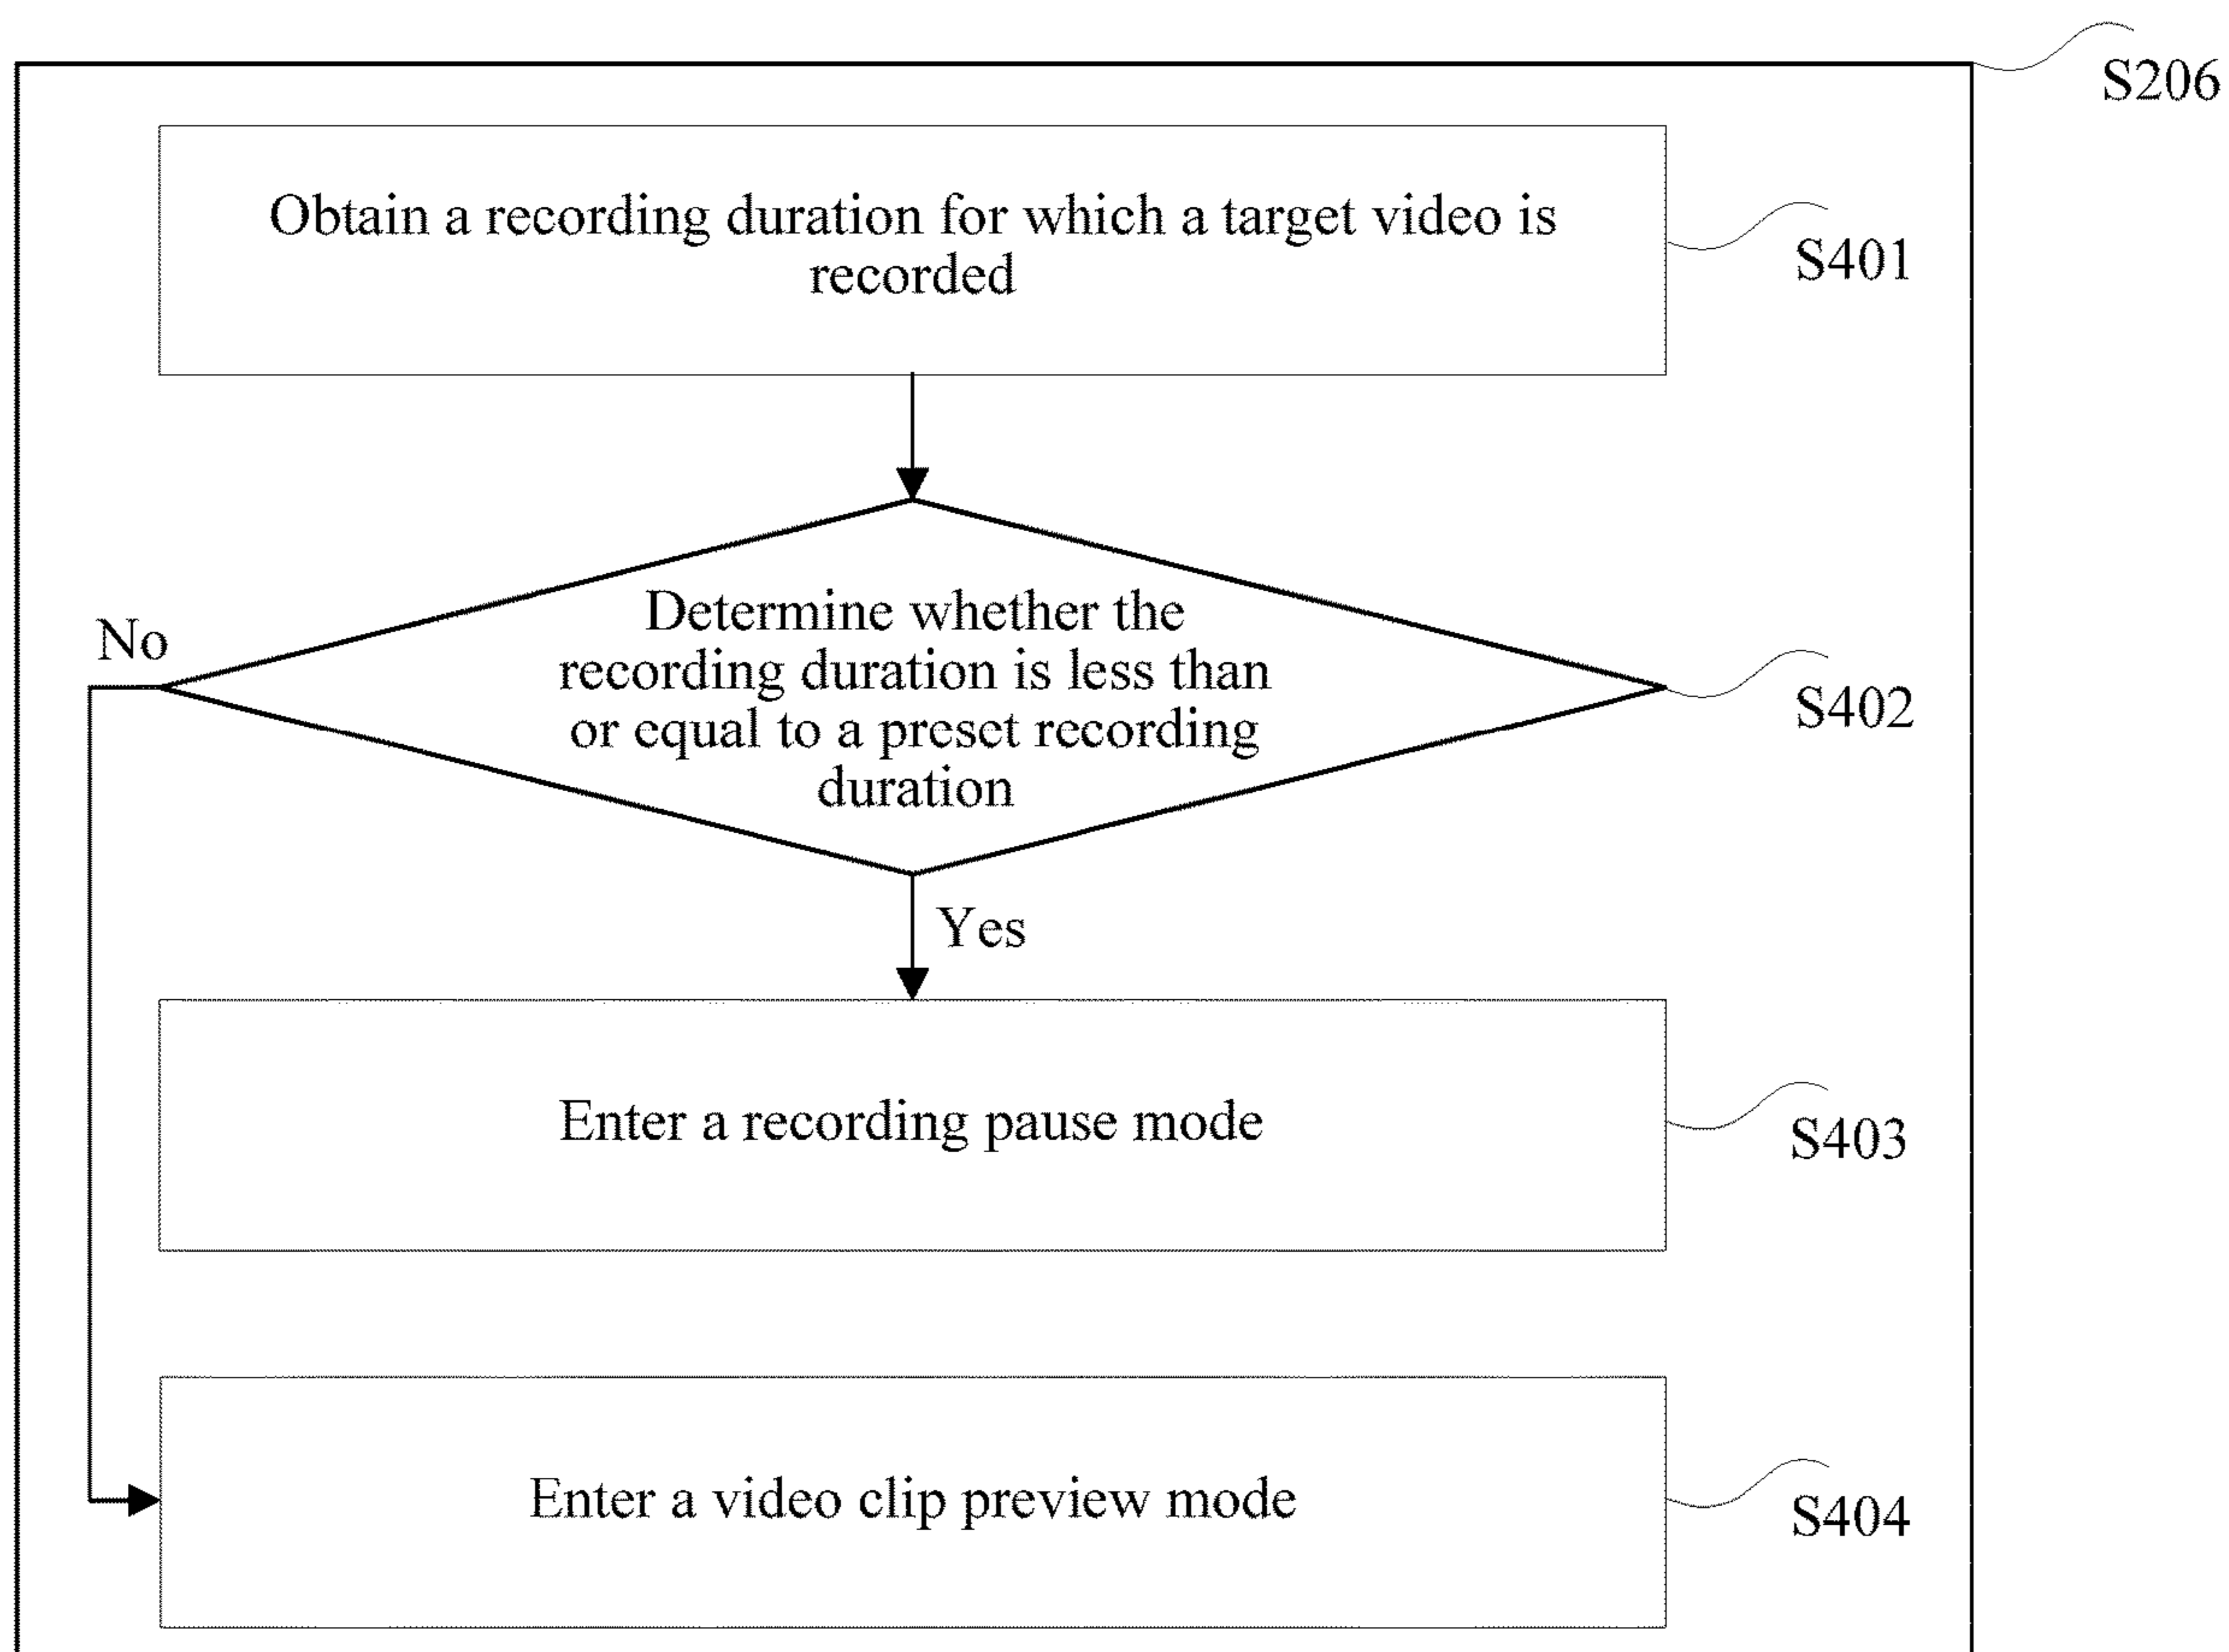 S206
Obtain a recording duration for which a target video is
recorded
S401
No
Determine whether the
recording duration is less than
or equal to a preset recording
duration
S402
Yes
Enter a recording pause mode
S403
Enter a video clip preview mode
S404